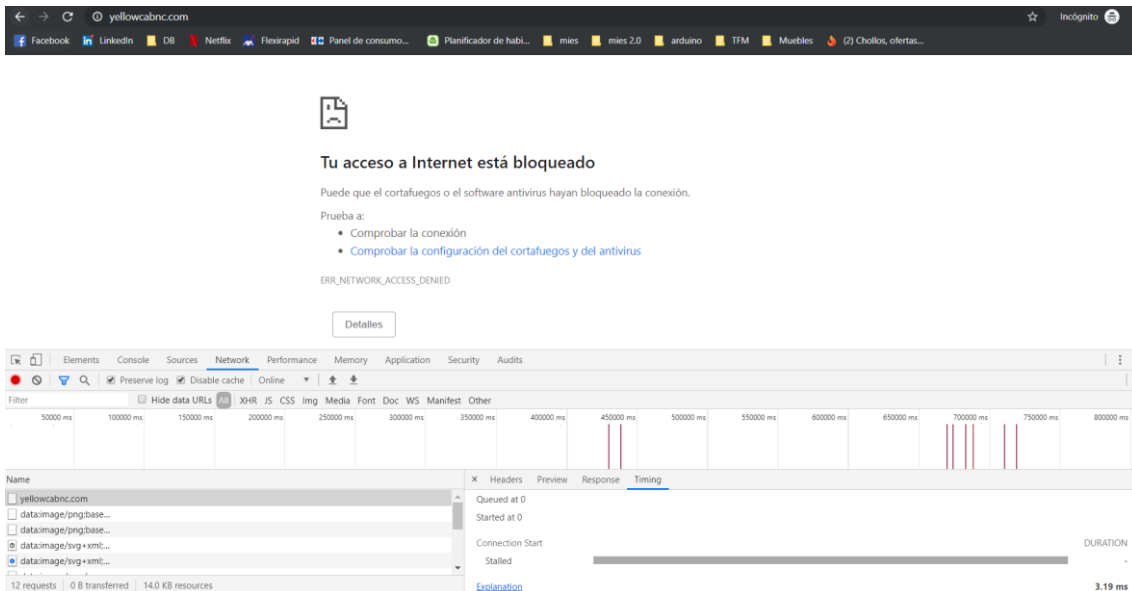 yellowcabnc.com Incógnito
Facebook LinkedIn DB Netflix Flexirapid Panel de consumo... Planificador de habi... mies mies 2.0 arduino TFM Muebles (2) Chollos, ofertas...
Tu acceso a Internet está bloqueado
Puede que el cortafuegos o el software antivirus hayan bloqueado la conexión.
Prueba a:
• Comprobar la conexión
• Comprobar la configuración del cortafuegos y del antivirus
ERR_NETWORK_ACCESS_DENIED
Detalles
Elements Console Sources Network Performance Memory Application Security Audits
Preserve log Disable cache Online
Filter Hide data URLs All XHR JS CSS Img Media Font Doc WS Manifest Other
50000 ms 100000 ms 150000 ms 200000 ms 250000 ms 300000 ms 350000 ms 400000 ms 450000 ms 500000 ms 550000 ms 600000 ms 650000 ms 700000 ms 750000 ms 800000 ms
Name
yellowcabnc.com
data:image/png;base...
data:image/png;base...
data:image/svg+xml;...
data:image/svg+xml;...
12 requests 0 B transferred 14.0 KB resources
× Headers Preview Response Timing
Queued at 0
Started at 0
Connection Start DURATION
Stalled -
Explanation 3.19 ms